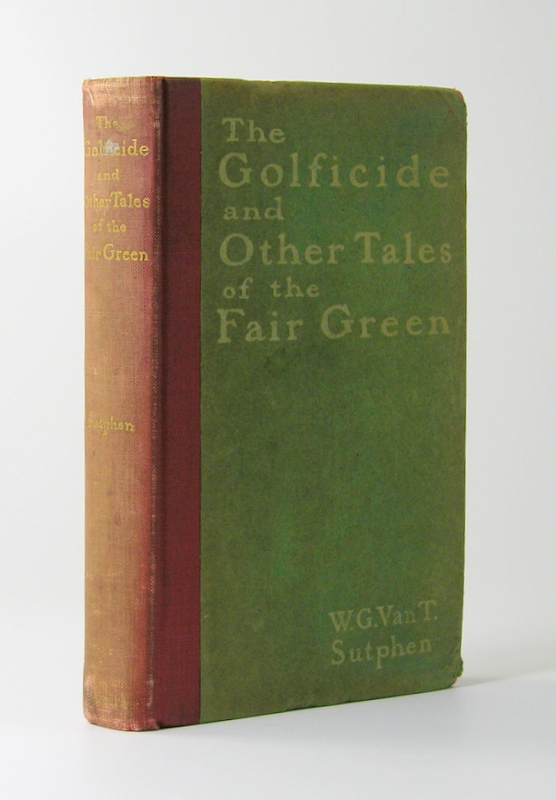 The
Golficide
and
Other Tales
of the
Fair Green
Sutphen
The
Golficide
and
Other Tales
of the
Fair Green
W.G. Van T.
Sutphen